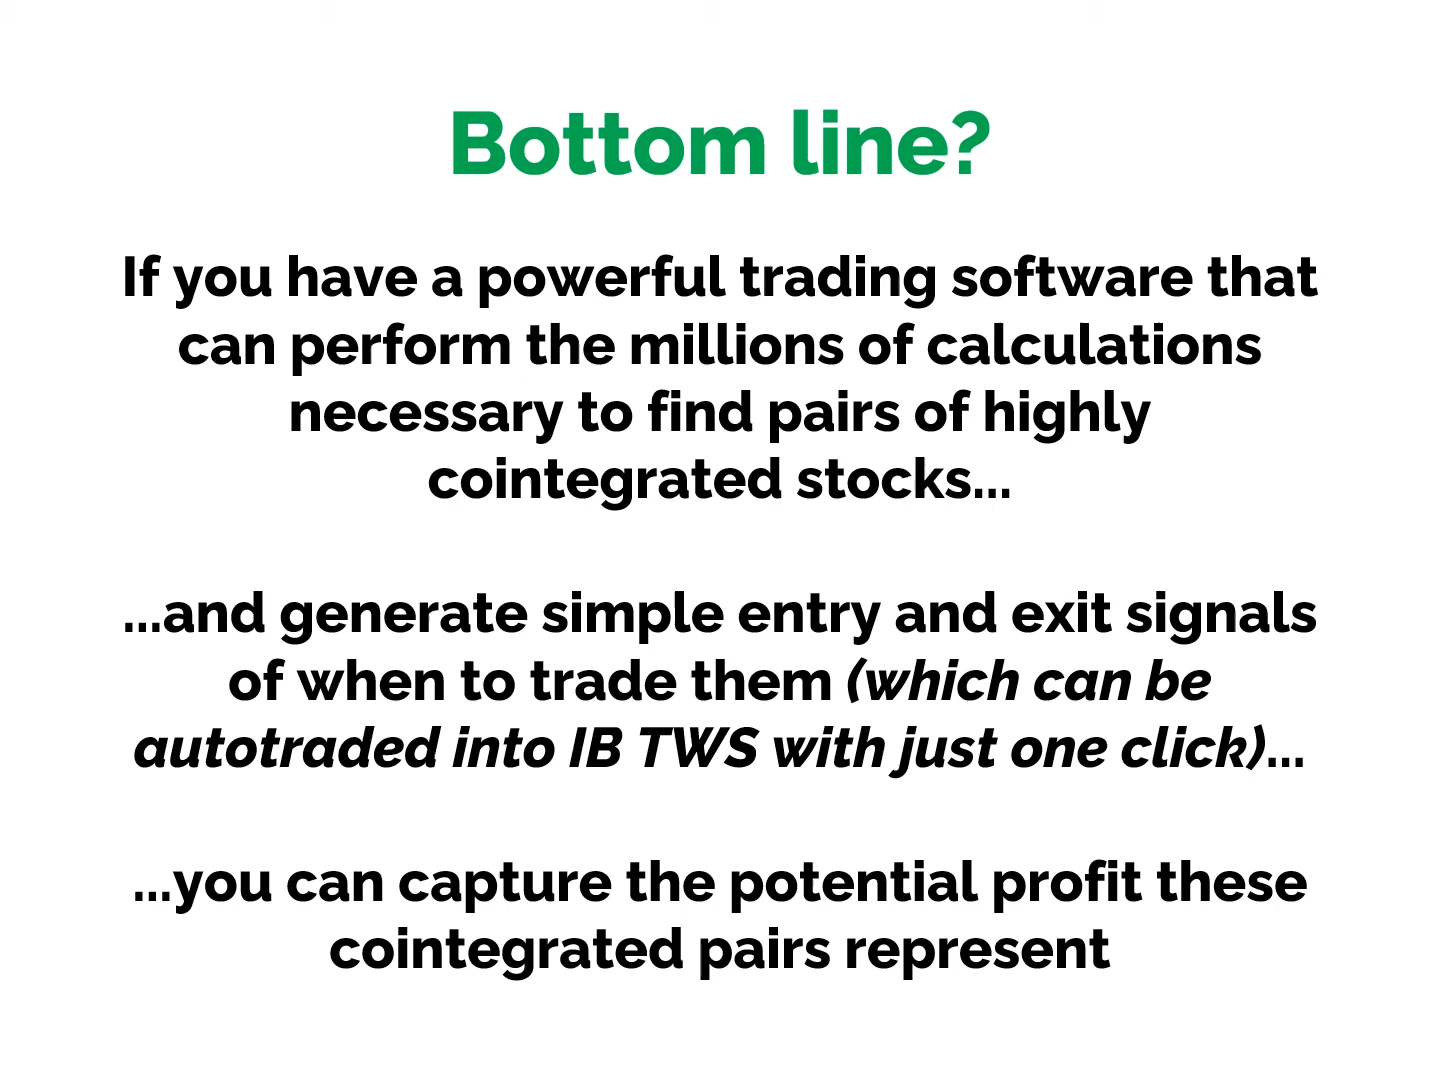 Bottom line?
If you have a powerful trading software that
can perform the millions of calculations
necessary to find pairs of highly
cointegrated stocks...
...and generate simple entry and exit signals
of when to trade them (which can be
autotraded into IB TWS with just one click)...
...you can capture the potential profit these
cointegrated pairs represent